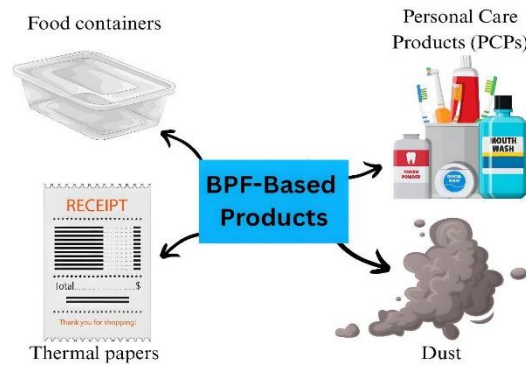 Food containers
Personal Care
Products (PCPs)
MOUTH
WASH
BPF-Based
Products
RECEIPT
Total
$
Thank you for shopping!
Thermal papers
Dust